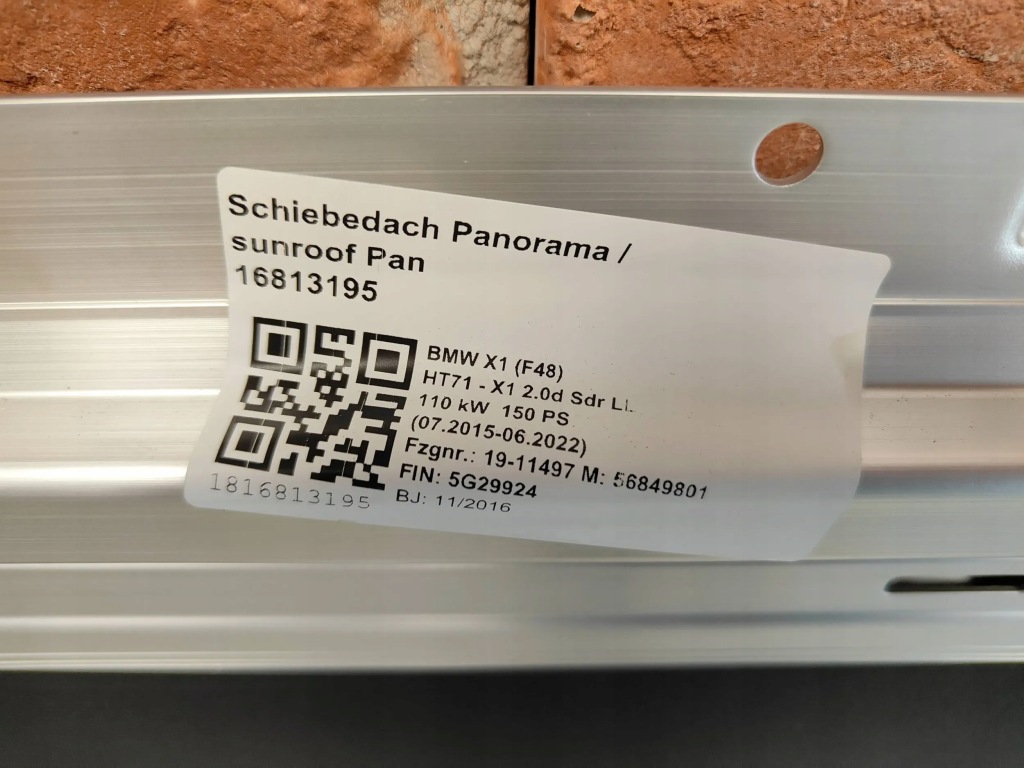 Schiebedach Panorama /
sunroof Pan
16813195
BMW X1 (F48)
HT71 - X1 2.0d Sdr
110 kW 150 PS
(07.2015-06.2022)
Fzgnr.: 19-11497 M: 56849801
FIN: 5G29924
BJ: 11/2016
1816813195